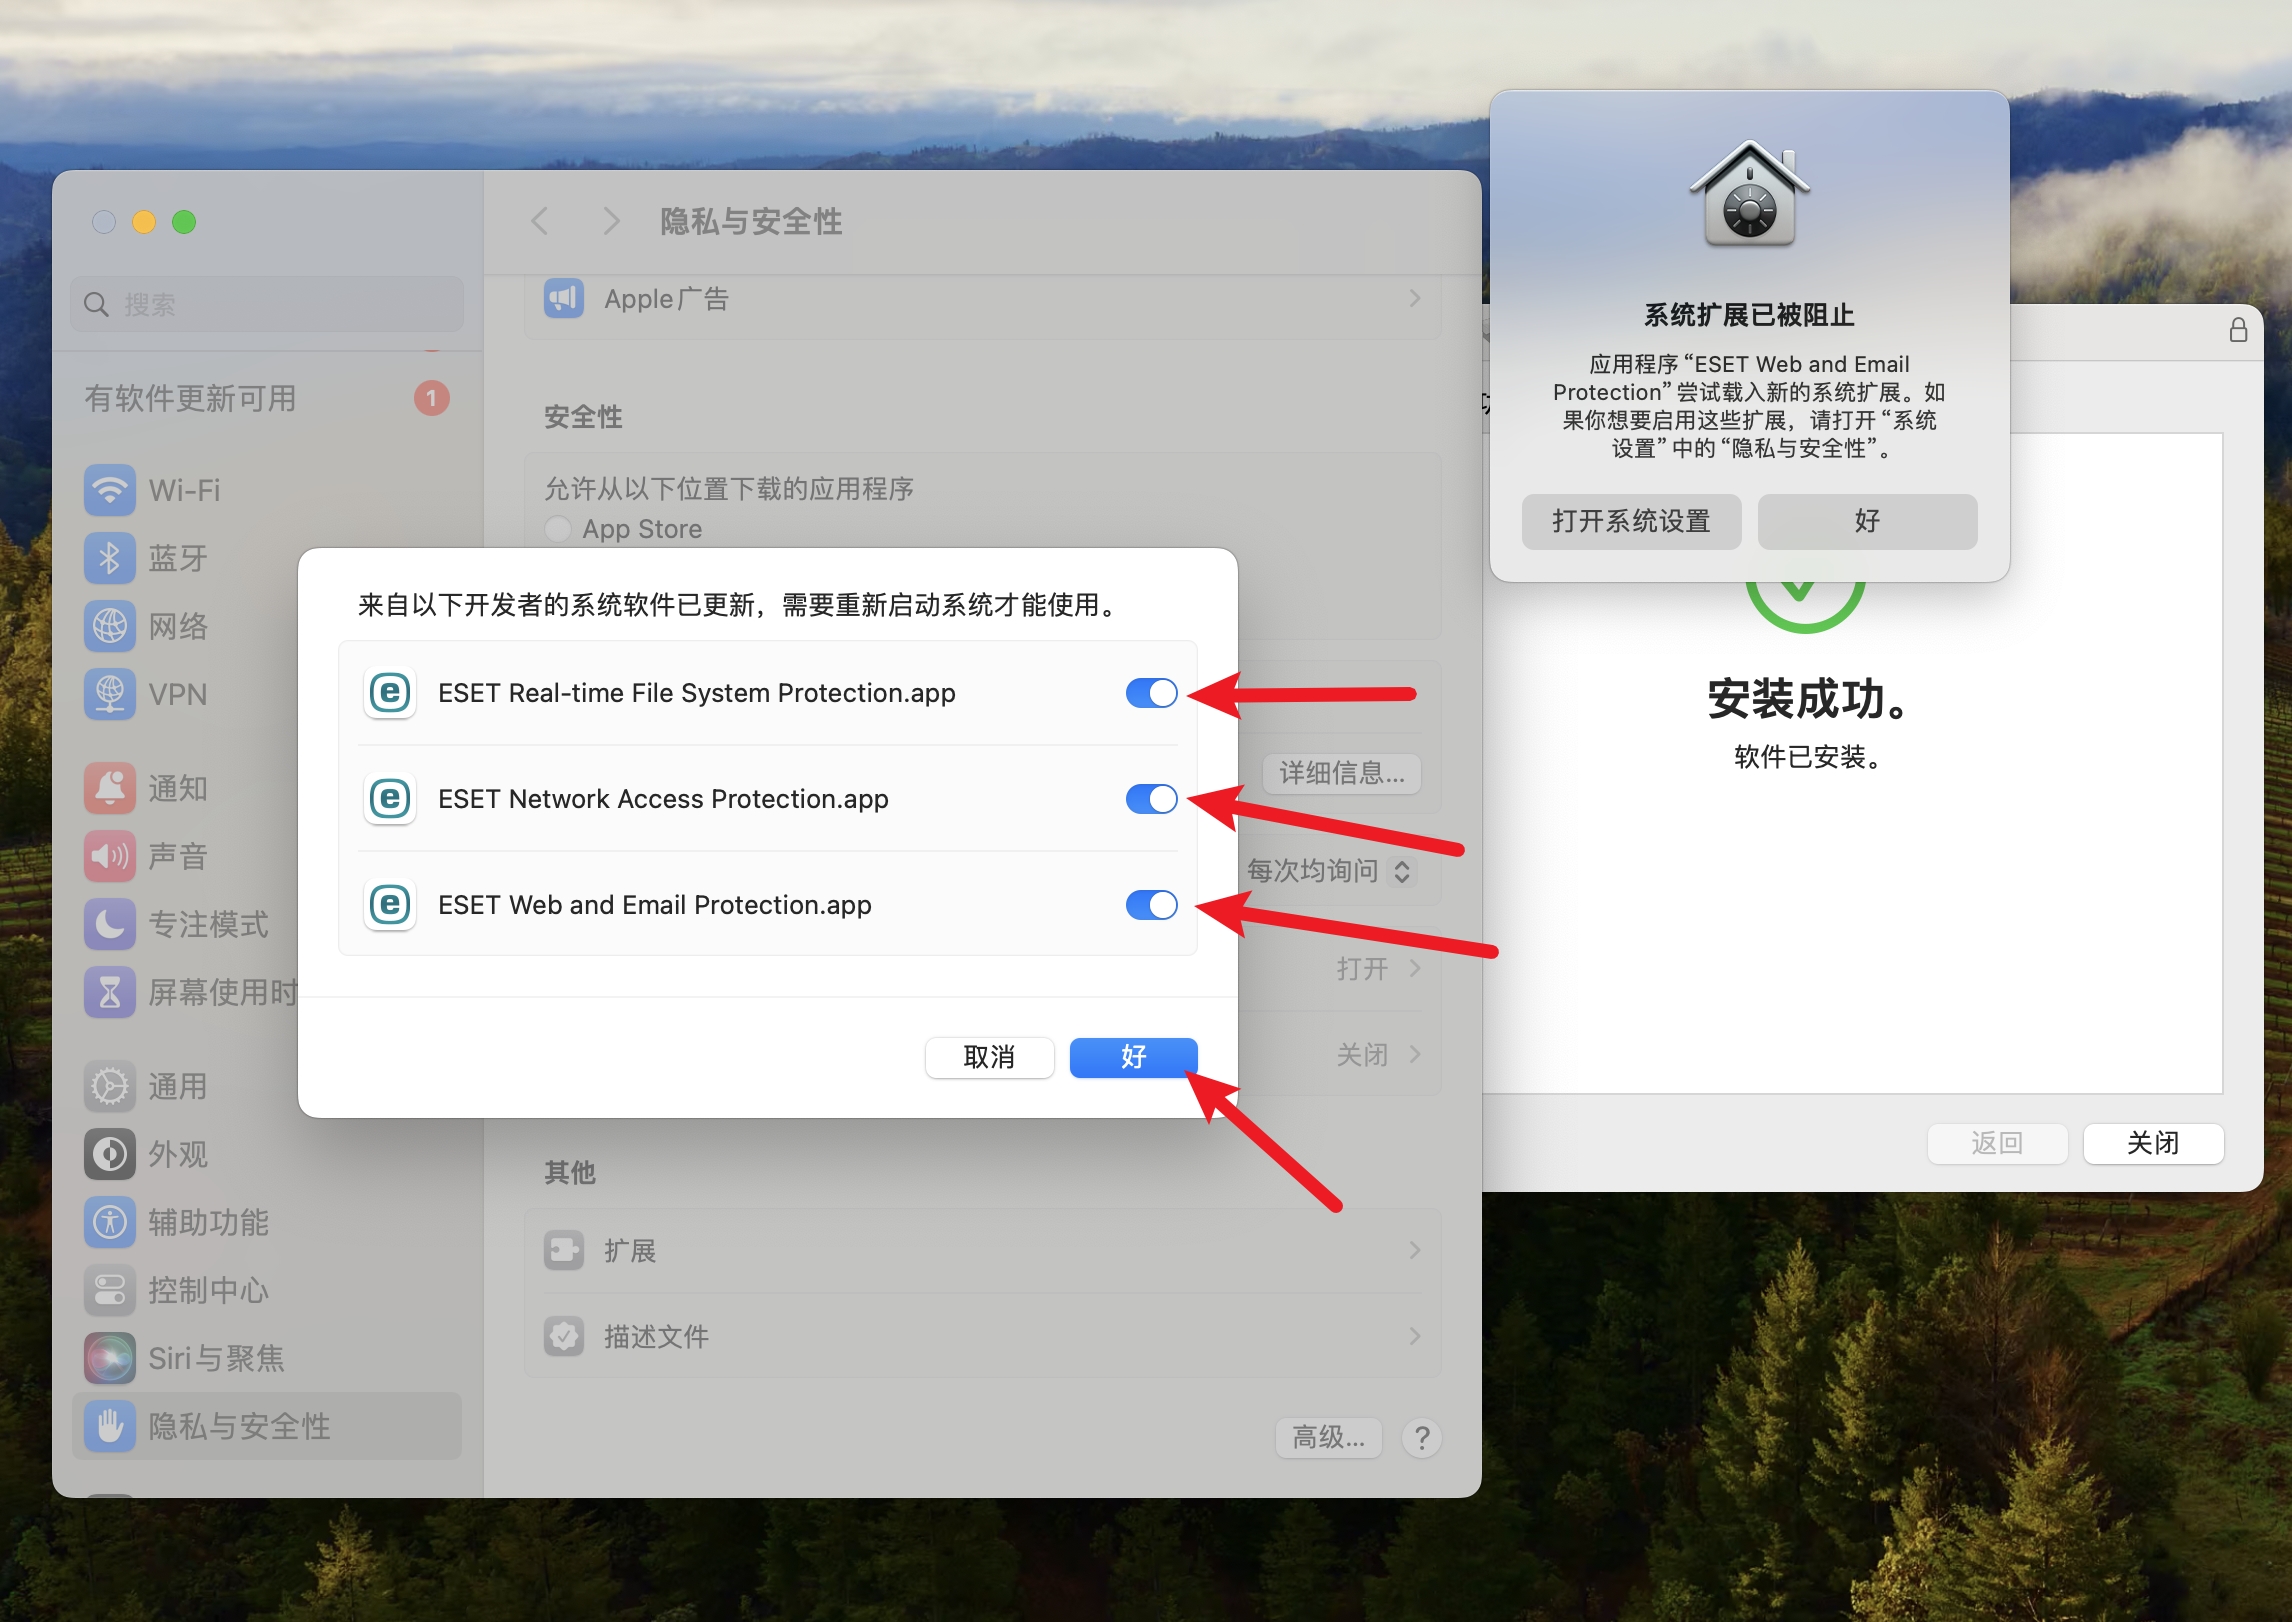 隐私与安全性
搜索
有软件更新可用
1
Wi-Fi
蓝牙
网络
VPN
通知
声音
专注模式
屏幕使用时
通用
外观
辅助功能
控制中心
Siri与聚焦
隐私与安全性
Apple广告
安全性
允许从以下位置下载的应用程序
App Store
详细信息...
每次均询问
打开
关闭
其他
扩展
描述文件
高级...
?
来自以下开发者的系统软件已更新，需要重新启动系统才能使用。
ESET Real-time File System Protection.app
ESET Network Access Protection.app
ESET Web and Email Protection.app
取消
好
系统扩展已被阻止
应用程序“ESET Web and Email
Protection”尝试载入新的系统扩展。如
果你想要启用这些扩展，请打开“系统
设置”中的“隐私与安全性”。
打开系统设置
好
安装成功。
软件已安装。
返回
关闭